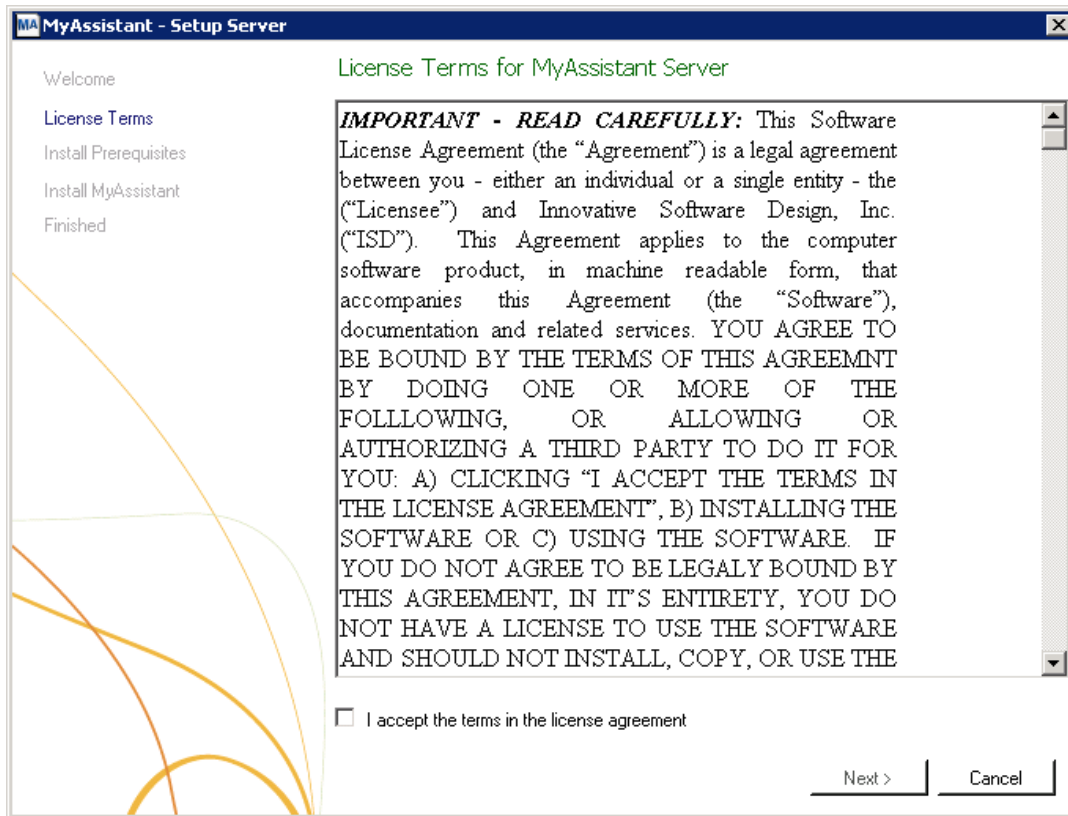 MA MyAssistant - Setup Server
Welcome
License Terms
Install Prerequisites
Install MyAssistant
Finished
License Terms for MyAssistant Server
IMPORTANT - READ CAREFULLY: This Software
License Agreement (the “Agreement”) is a legal agreement
between you - either an individual or a single entity - the
(“Licensee”) and Innovative Software Design, Inc.
(“ISD”). This Agreement applies to the computer
software product, in machine readable form, that
accompanies this Agreement (the “Software”),
documentation and related services. YOU AGREE TO
BE BOUND BY THE TERMS OF THIS AGREEMNT
BY DOING ONE OR MORE OF THE
FOLLLOWING, OR ALLOWING OR
AUTHORIZING A THIRD PARTY TO DO IT FOR
YOU: A) CLICKING “I ACCEPT THE TERMS IN
THE LICENSE AGREEMENT”, B) INSTALLING THE
SOFTWARE OR C) USING THE SOFTWARE. IF
YOU DO NOT AGREE TO BE LEGALY BOUND BY
THIS AGREEMENT, IN IT’S ENTIRETY, YOU DO
NOT HAVE A LICENSE TO USE THE SOFTWARE
AND SHOULD NOT INSTALL, COPY, OR USE THE
I accept the terms in the license agreement
Next >
Cancel